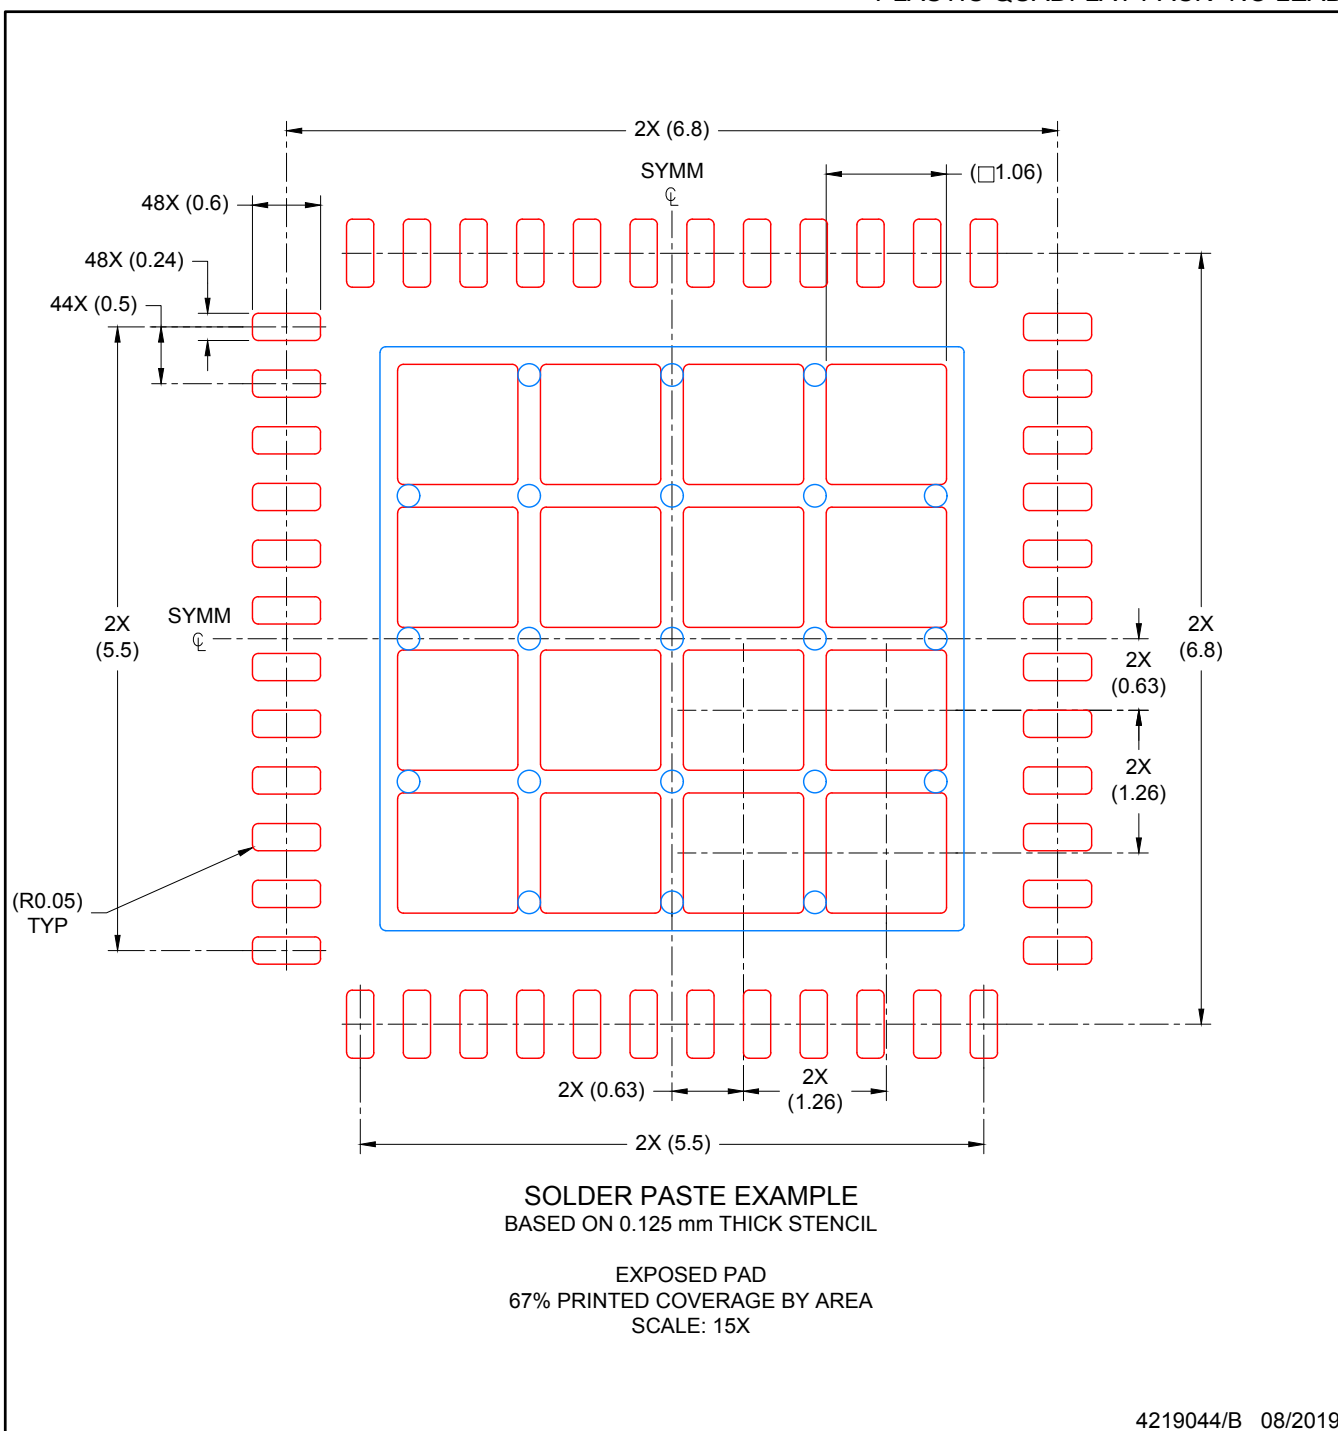 2X (6.8)
SYMM
℄
(□1.06)
48X (0.6)
48X (0.24)
44X (0.5)
SYMM
℄
2X
(5.5)
2X
(6.8)
2X
(0.63)
2X
(1.26)
(R0.05)
TYP
2X (0.63)
2X
(1.26)
2X (5.5)
SOLDER PASTE EXAMPLE
BASED ON 0.125 mm THICK STENCIL
EXPOSED PAD
67% PRINTED COVERAGE BY AREA
SCALE: 15X
4219044/B 08/2019